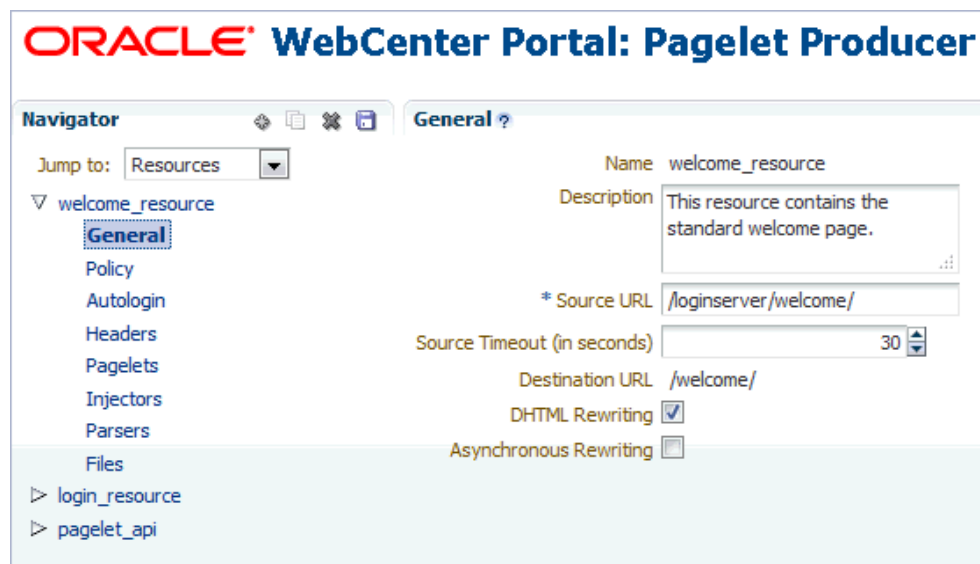 ORACLE® WebCenter Portal: Pagelet Producer
Navigator
General ?
Jump to: Resources
welcome_resource
General
Policy
Autologin
Headers
Pagelets
Injectors
Parsers
Files
login_resource
pagelet_api
Name welcome_resource
Description This resource contains the
standard welcome page.
* Source URL /loginserver/welcome/
Source Timeout (in seconds) 30
Destination URL /welcome/
DHTML Rewriting
Asynchronous Rewriting